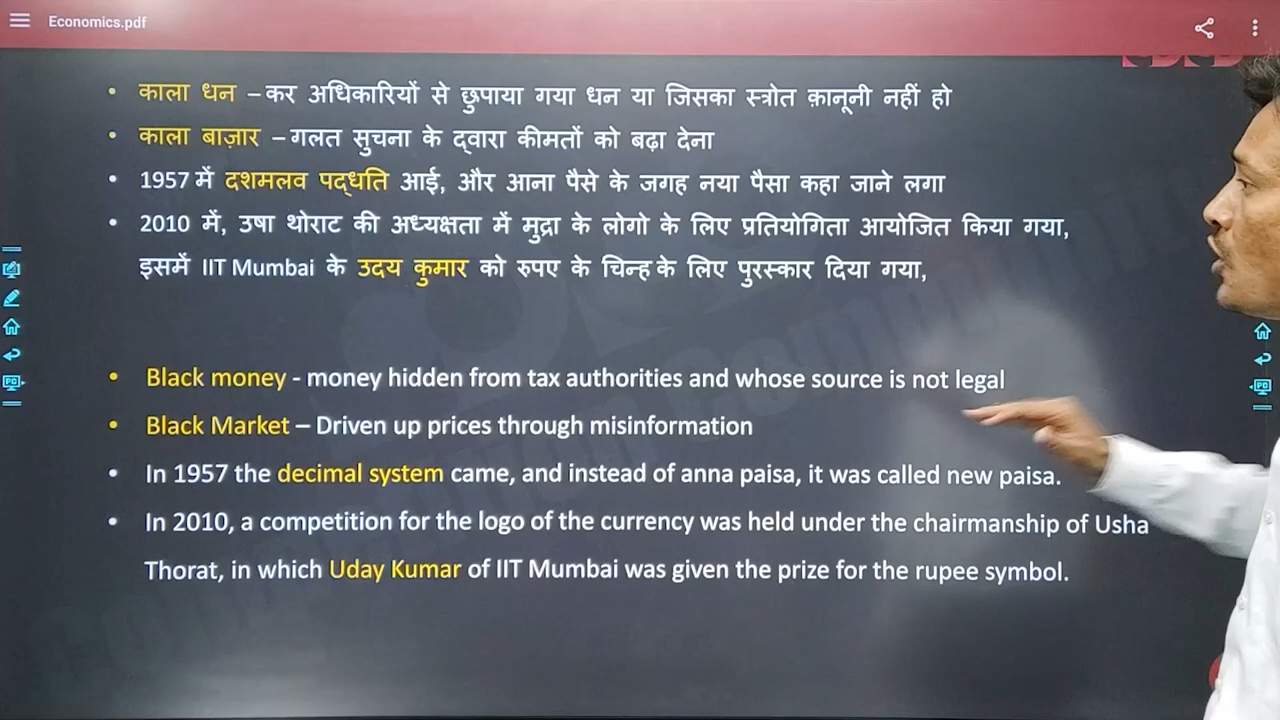 Economics.pdf
• काला धन – कर अधिकारियों से छुपाया गया धन या जिसका स्त्रोत क़ानूनी नहीं हो
• काला बाज़ार – गलत सुचना के द्वारा कीमतों को बढ़ा देना
• 1957 में दशमलव पद्धति आई, और आना पैसे के जगह नया पैसा कहा जाने लगा
• 2010 में, उषा थोराट की अध्यक्षता में मुद्रा के लोगो के लिए प्रतियोगिता आयोजित किया गया,
इसमें IIT Mumbai के उदय कुमार को रुपए के चिन्ह के लिए पुरस्कार दिया गया,
• Black money - money hidden from tax authorities and whose source is not legal
• Black Market – Driven up prices through misinformation
• In 1957 the decimal system came, and instead of anna paisa, it was called new paisa.
• In 2010, a competition for the logo of the currency was held under the chairmanship of Usha
Thorat, in which Uday Kumar of IIT Mumbai was given the prize for the rupee symbol.